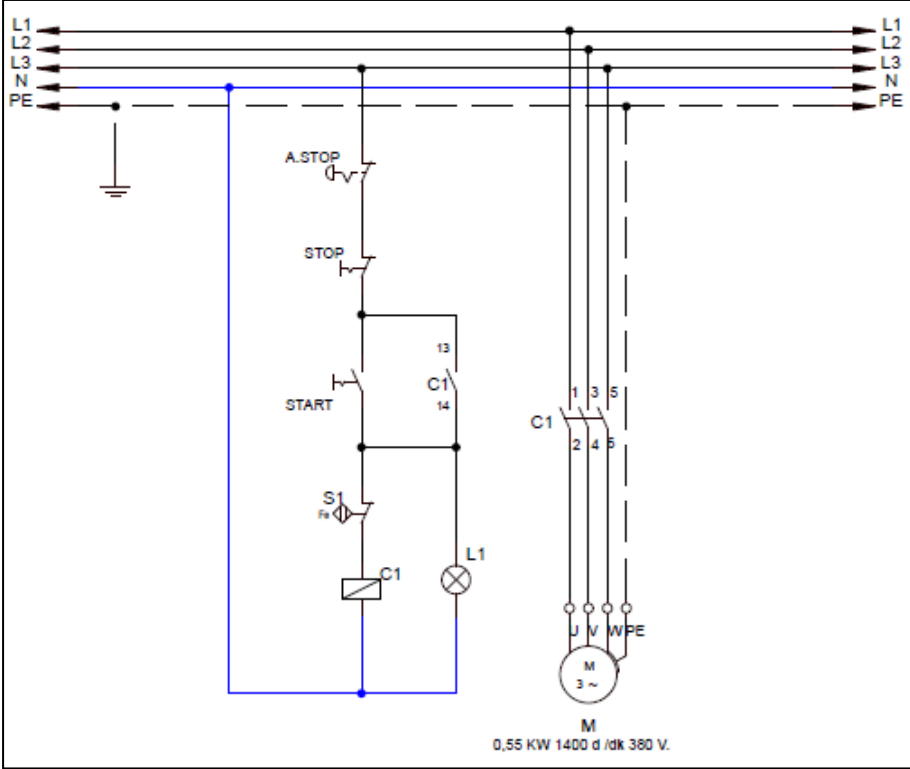 L1 L1
L2 L2
L3 L3
N N
PE PE
A.STOP
STOP
13
C1
14
START
1 3 5
C1
2 4 6
S1
Fe
C1
L1
U V W PE
M
3 ~
M
0,55 KW 1400 d /dk 380 V.